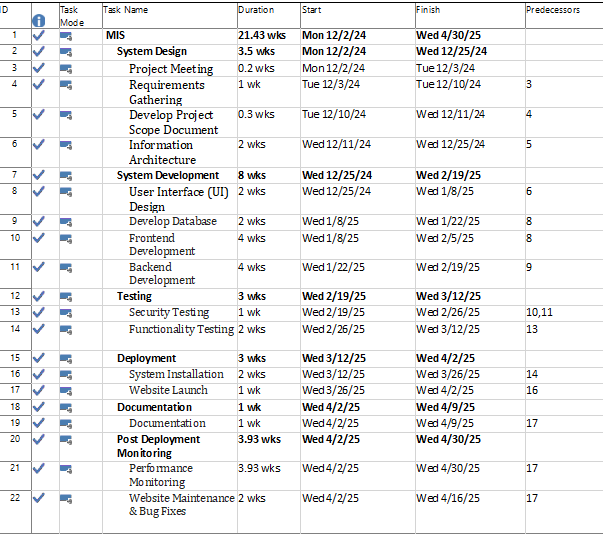 ID Task Mode Task Name Duration Start Finish Predecessors
1 MIS 21.43 wks Mon 12/2/24 Wed 4/30/25
2 System Design 3.5 wks Mon 12/2/24 Wed 12/25/24
3 Project Meeting 0.2 wks Mon 12/2/24 Tue 12/3/24
4 Requirements Gathering 1 wk Tue 12/3/24 Tue 12/10/24 3
5 Develop Project Scope Document 0.3 wks Tue 12/10/24 Wed 12/11/24 4
6 Information Architecture 2 wks Wed 12/11/24 Wed 12/25/24 5
7 System Development 8 wks Wed 12/25/24 Wed 2/19/25
8 User Interface (UI) Design 2 wks Wed 12/25/24 Wed 1/8/25 6
9 Develop Database 2 wks Wed 1/8/25 Wed 1/22/25 8
10 Frontend Development 4 wks Wed 1/8/25 Wed 2/5/25 8
11 Backend Development 4 wks Wed 1/22/25 Wed 2/19/25 9
12 Testing 3 wks Wed 2/19/25 Wed 3/12/25
13 Security Testing 1 wk Wed 2/19/25 Wed 2/26/25 10,11
14 Functionality Testing 2 wks Wed 2/26/25 Wed 3/12/25 13
15 Deployment 3 wks Wed 3/12/25 Wed 4/2/25
16 System Installation 2 wks Wed 3/12/25 Wed 3/26/25 14
17 Website Launch 1 wk Wed 3/26/25 Wed 4/2/25 16
18 Documentation 1 wk Wed 4/2/25 Wed 4/9/25
19 Documentation 1 wk Wed 4/2/25 Wed 4/9/25 17
20 Post Deployment Monitoring 3.93 wks Wed 4/2/25 Wed 4/30/25
21 Performance Monitoring 3.93 wks Wed 4/2/25 Wed 4/30/25 17
22 Website Maintenance & Bug Fixes 2 wks Wed 4/2/25 Wed 4/16/25 17